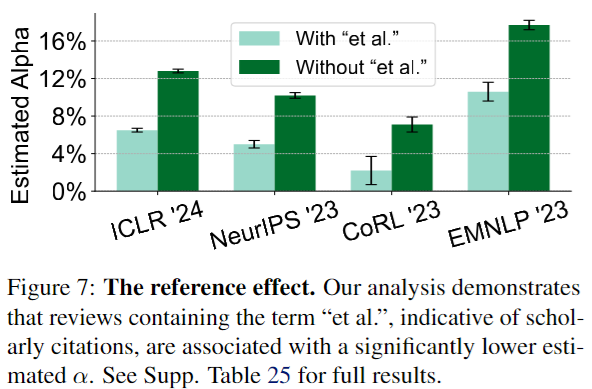 Estimated Alpha
16%
12%
8%
4%
0%
With “et al.”
Without “et al.”
ICLR '24
NeurIPS '23
CoRL '23
EMNLP '23
Figure 7: The reference effect. Our analysis demonstrates
that reviews containing the term “et al.”, indicative of schol-
arly citations, are associated with a significantly lower esti-
mated α. See Supp. Table 25 for full results.